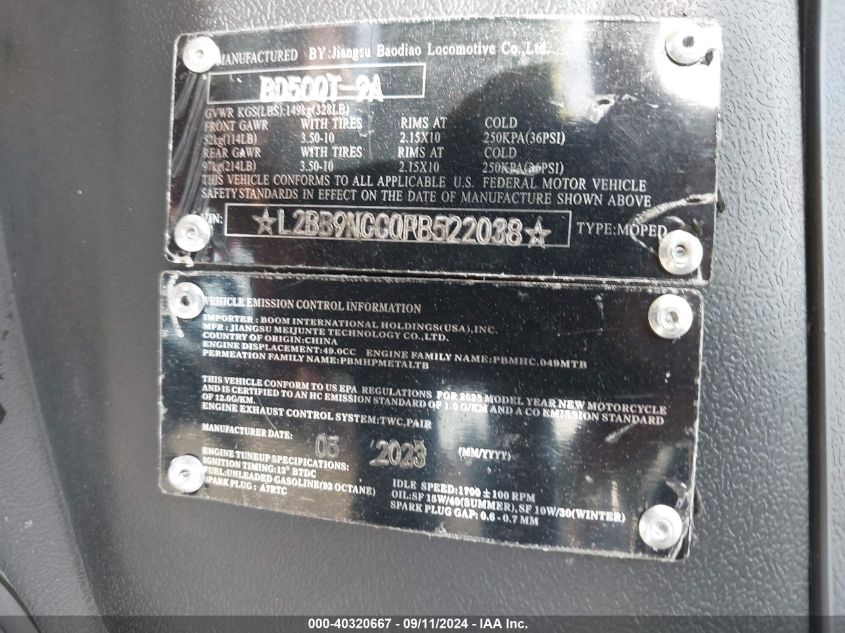 MANUFACTURED BY:Jiangsu Baodiao Locomotive Co.,Ltd.
BD50QT-9A
GVWR KGS(LBS):149kg(328LB)
FRONT GAWR WITH TIRES RIMS AT COLD
52kg(114LB) 3.50-10 2.15X10 250KPA(36PSI)
REAR GAWR WITH TIRES RIMS AT COLD
97kg(214LB) 3.50-10 2.15X10 250KPA(36PSI)
THIS VEHICLE CONFORMS TO ALL APPLICABLE U.S. FEDERAL MOTOR VEHICLE
SAFETY STANDARDS IN EFFECT ON THE DATE OF MANUFACTURE SHOWN ABOVE
VIN: ☆L2BB9NCC0PB522038☆ TYPE:MOPED
VEHICLE EMISSION CONTROL INFORMATION
IMPORTER : BOOM INTERNATIONAL HOLDINGS(USA),INC.
MFR : JIANGSU MEIJUNTE TECHNOLOGY CO.,LTD.
COUNTRY OF ORIGIN:CHINA
ENGINE DISPLACEMENT:49.0CC ENGINE FAMILY NAME:PBMHC.049MTB
PERMEATION FAMILY NAME:PBMHPMETALTB
THIS VEHICLE CONFORM TO US EPA REGULATIONS FOR 2023 MODEL YEAR NEW MOTORCYCLE
AND IS CERTIFIED TO AN HC EMISSION STANDARD OF 1.0 G/KM AND A CO EMISSION STANDARD
OF 12.0G/KM.
ENGINE EXHAUST CONTROL SYSTEM:TWC,PAIR
MANUFACTURER DATE: 05 2023 (MM/YYYY)
ENGINE TUNEUP SPECIFICATIONS:
IGNITION TIMING:13° BTDC IDLE SPEED:1700 ± 100 RPM
FUEL:UNLEADED GASOLINE(93 OCTANE) OIL:SF 15W/40(SUMMER),SF 10W/30(WINTER)
SPARK PLUG : A7RTC SPARK PLUG GAP: 0.6 - 0.7 MM
000-40320667 - 09/11/2024 - IAA Inc.